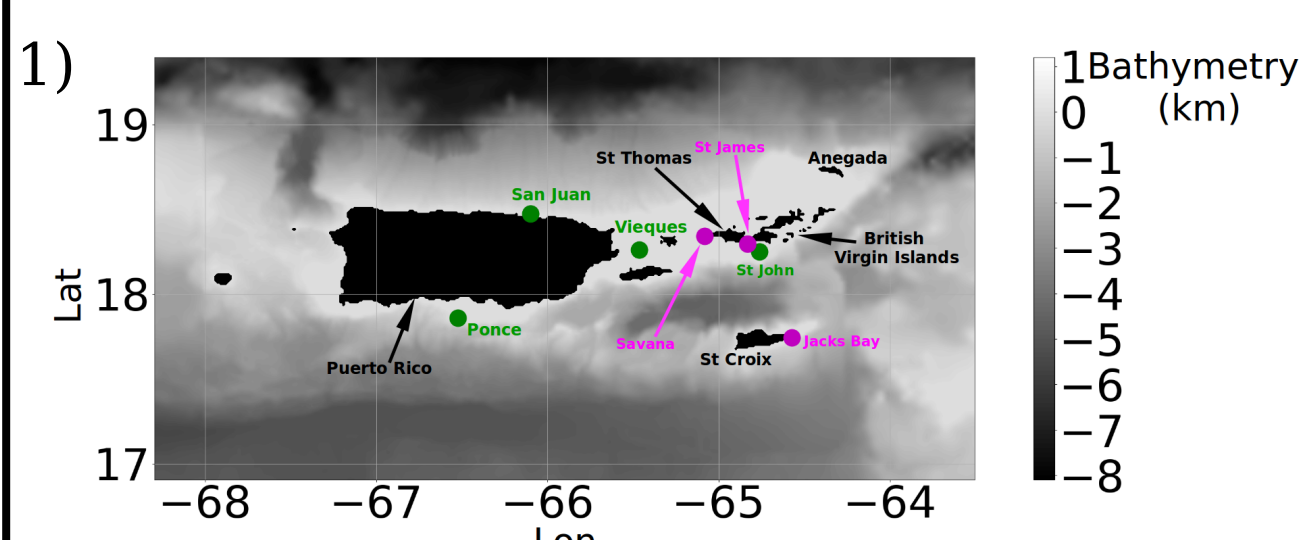 1)
19
18
17
Lat
−68
−67
−66
−65
−64
Lon
San Juan
Vieques
St Thomas
St James
Anegada
British
Virgin Islands
St John
Ponce
Savana
Jacks Bay
St Croix
Puerto Rico
Bathymetry
(km)
1
0
−1
−2
−3
−4
−5
−6
−7
−8